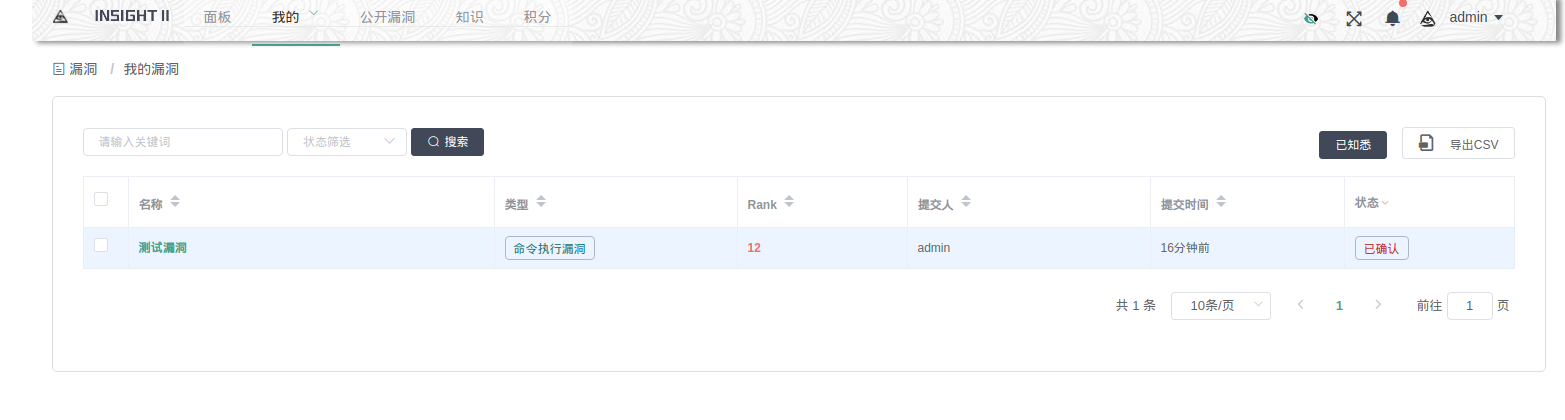 INSIGHT II 面板 我的 公开漏洞 知识 积分 admin
漏洞 / 我的漏洞
请输入关键词 状态筛选 搜索 已知悉 导出CSV
名称 类型 Rank 提交人 提交时间 状态
测试漏洞 命令执行漏洞 12 admin 16分钟前 已确认
共 1 条 10条/页 1 前往 1 页